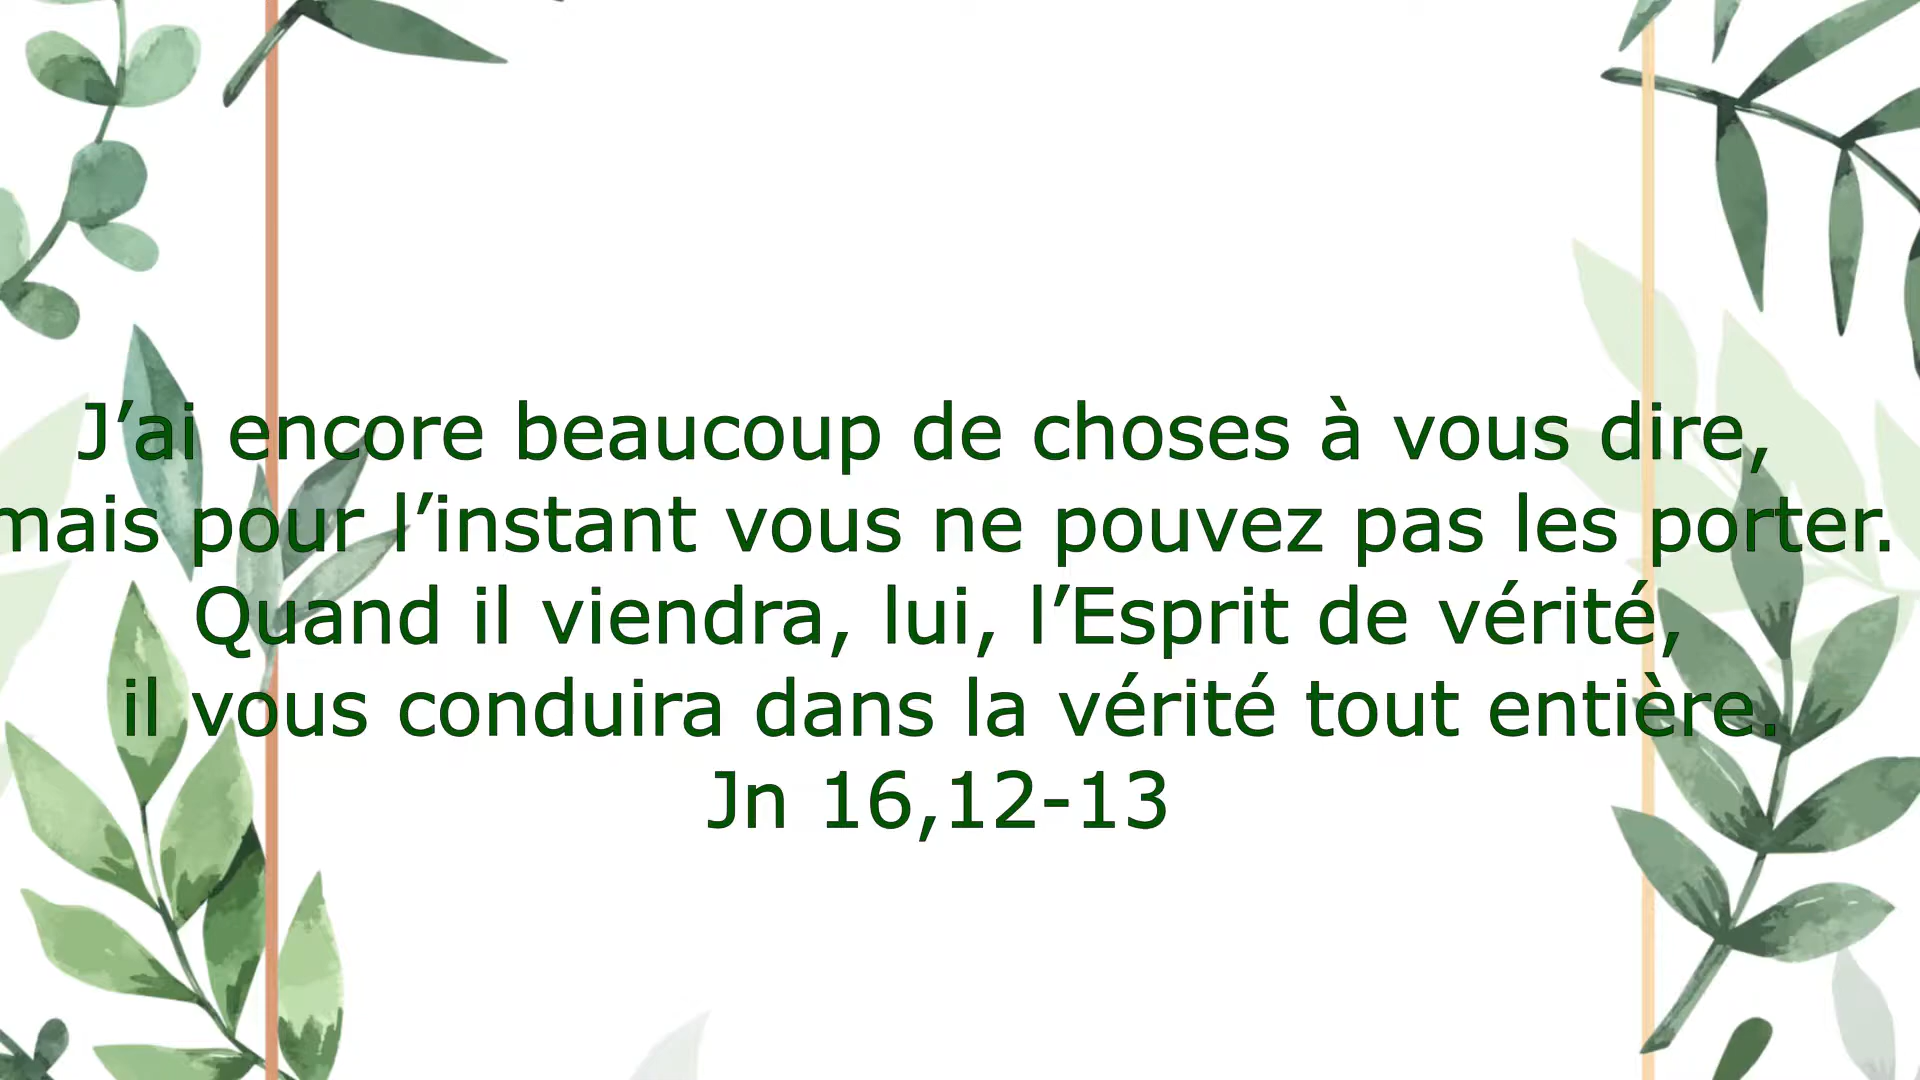 J’ai encore beaucoup de choses à vous dire,
mais pour l’instant vous ne pouvez pas les porter.
Quand il viendra, lui, l’Esprit de vérité,
il vous conduira dans la vérité tout entière.
Jn 16,12-13